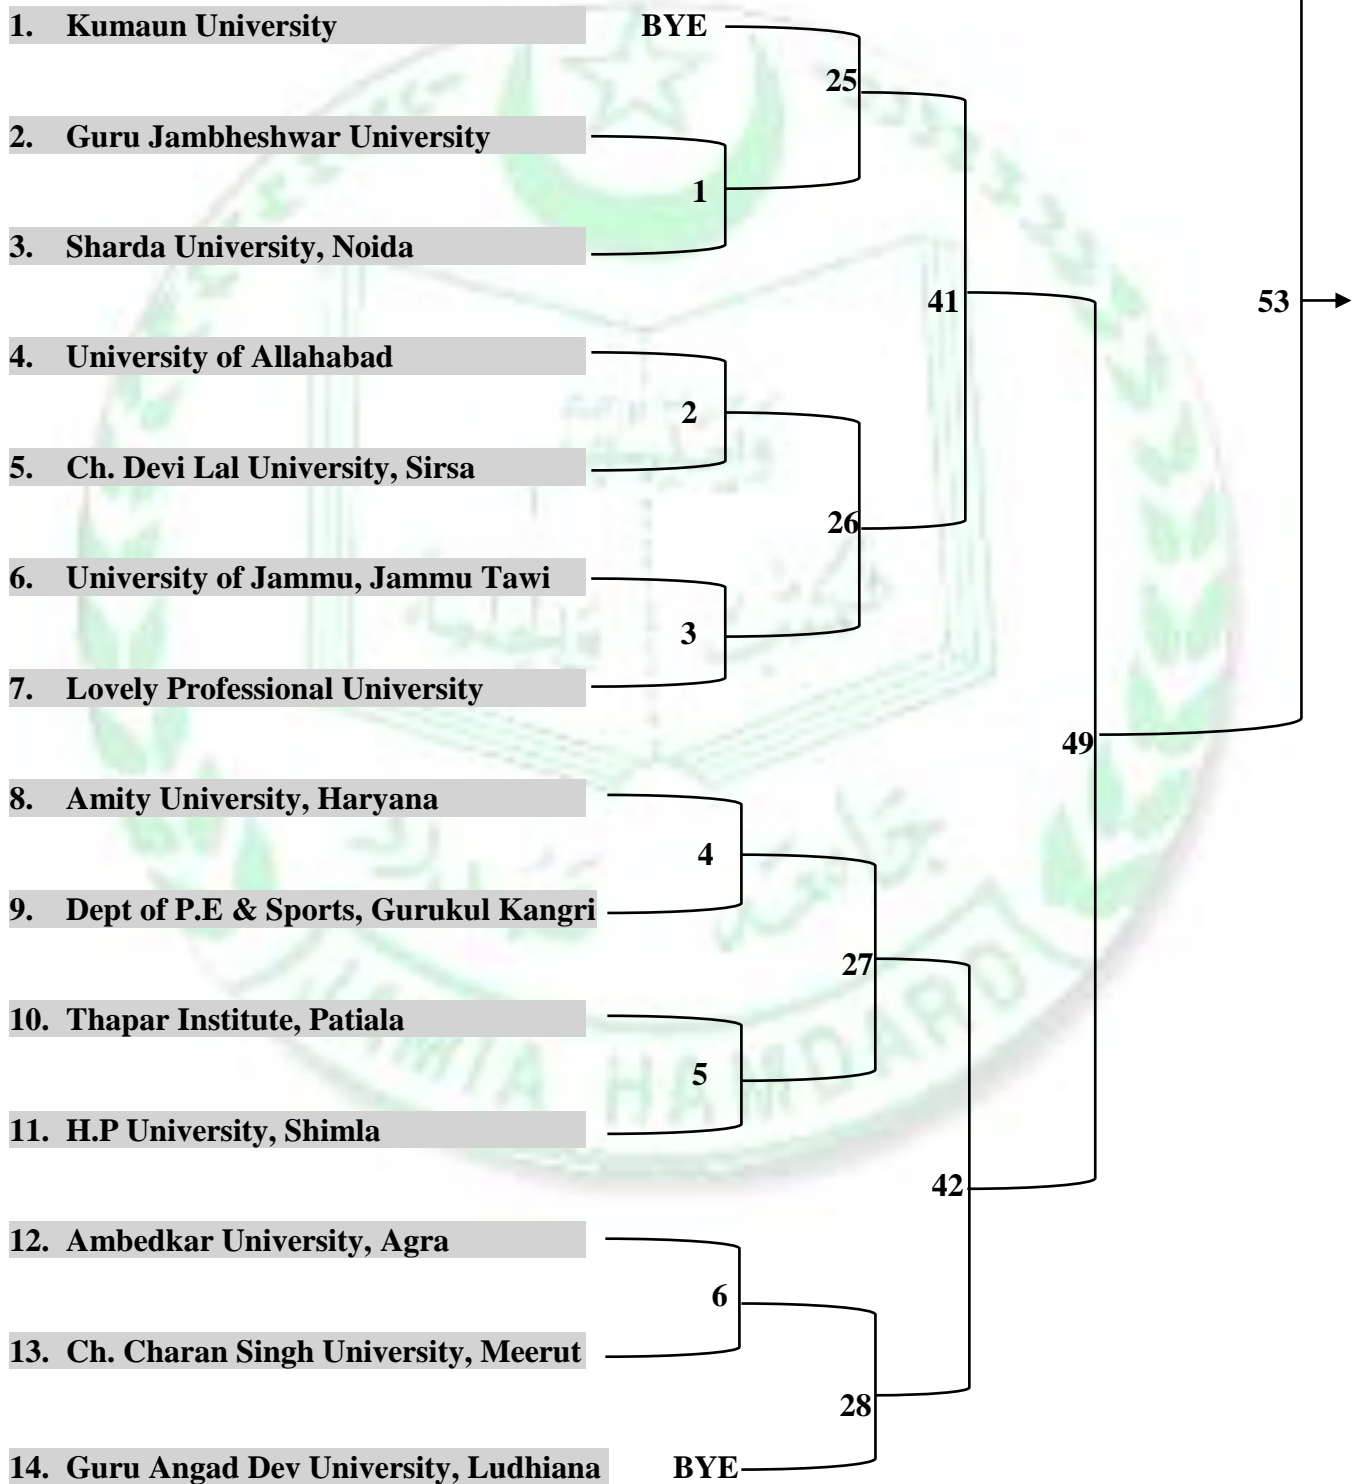 1. Kumaun University BYE
25
2. Guru Jambheshwar University
1
3. Sharda University, Noida
41
53
4. University of Allahabad
2
5. Ch. Devi Lal University, Sirsa
26
6. University of Jammu, Jammu Tawi
3
7. Lovely Professional University
49
8. Amity University, Haryana
4
9. Dept of P.E & Sports, Gurukul Kangri
27
10. Thapar Institute, Patiala
5
11. H.P University, Shimla
42
12. Ambedkar University, Agra
6
13. Ch. Charan Singh University, Meerut
28
14. Guru Angad Dev University, Ludhiana BYE
JAMIA HAMDARD